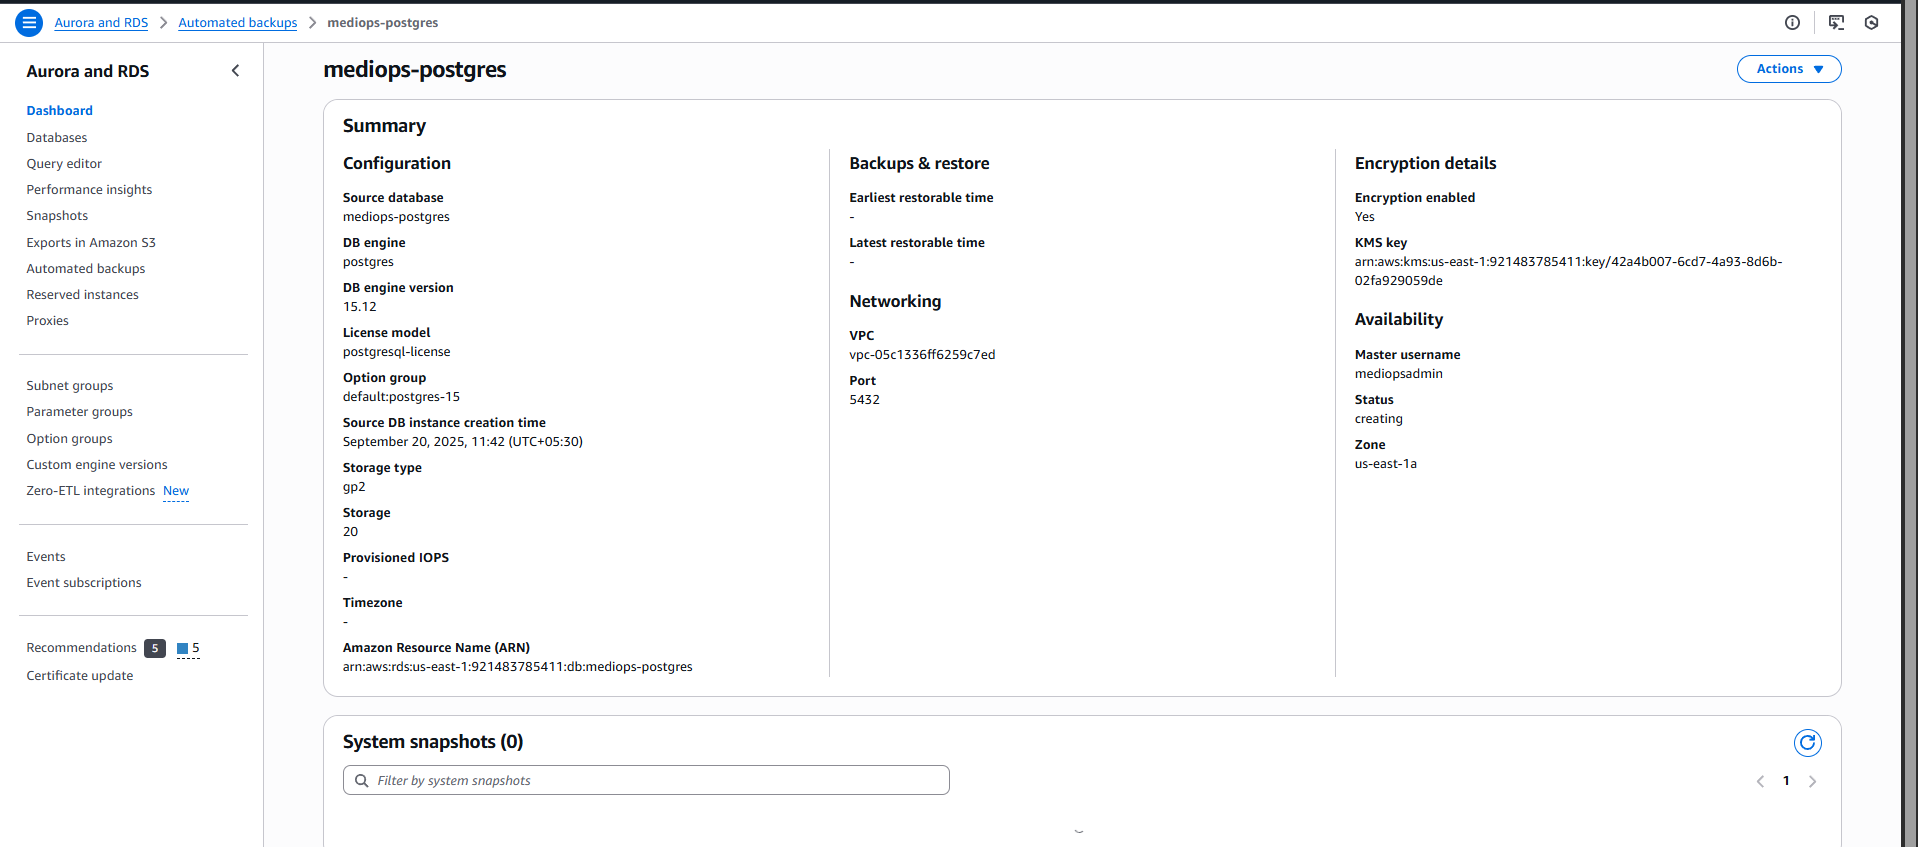 Aurora and RDS > Automated backups > mediops-postgres
Aurora and RDS
Dashboard
Databases
Query editor
Performance insights
Snapshots
Exports in Amazon S3
Automated backups
Reserved instances
Proxies
Subnet groups
Parameter groups
Option groups
Custom engine versions
Zero-ETL integrations New
Events
Event subscriptions
Recommendations 5 5
Certificate update
mediops-postgres
Actions
Summary
Configuration
Source database
mediops-postgres
DB engine
postgres
DB engine version
15.12
License model
postgresql-license
Option group
default:postgres-15
Source DB instance creation time
September 20, 2025, 11:42 (UTC+05:30)
Storage type
gp2
Storage
20
Provisioned IOPS
-
Timezone
-
Amazon Resource Name (ARN)
arn:aws:rds:us-east-1:921483785411:db:mediops-postgres
Backups & restore
Earliest restorable time
-
Latest restorable time
-
Networking
VPC
vpc-05c1336ff6259c7ed
Port
5432
Encryption details
Encryption enabled
Yes
KMS key
arn:aws:kms:us-east-1:921483785411:key/42a4b007-6cd7-4a93-8d6b-
02fa929059de
Availability
Master username
mediopsadmin
Status
creating
Zone
us-east-1a
System snapshots (0)
Filter by system snapshots
1